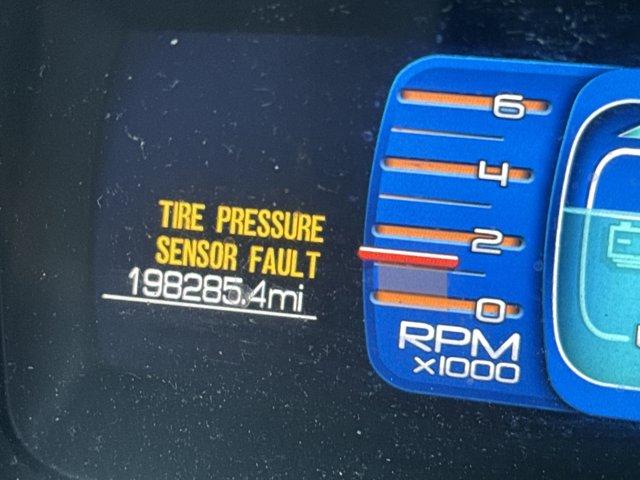 TIRE PRESSURE
SENSOR FAULT
198285.4mi
6
4
2
0
RPM
x1000